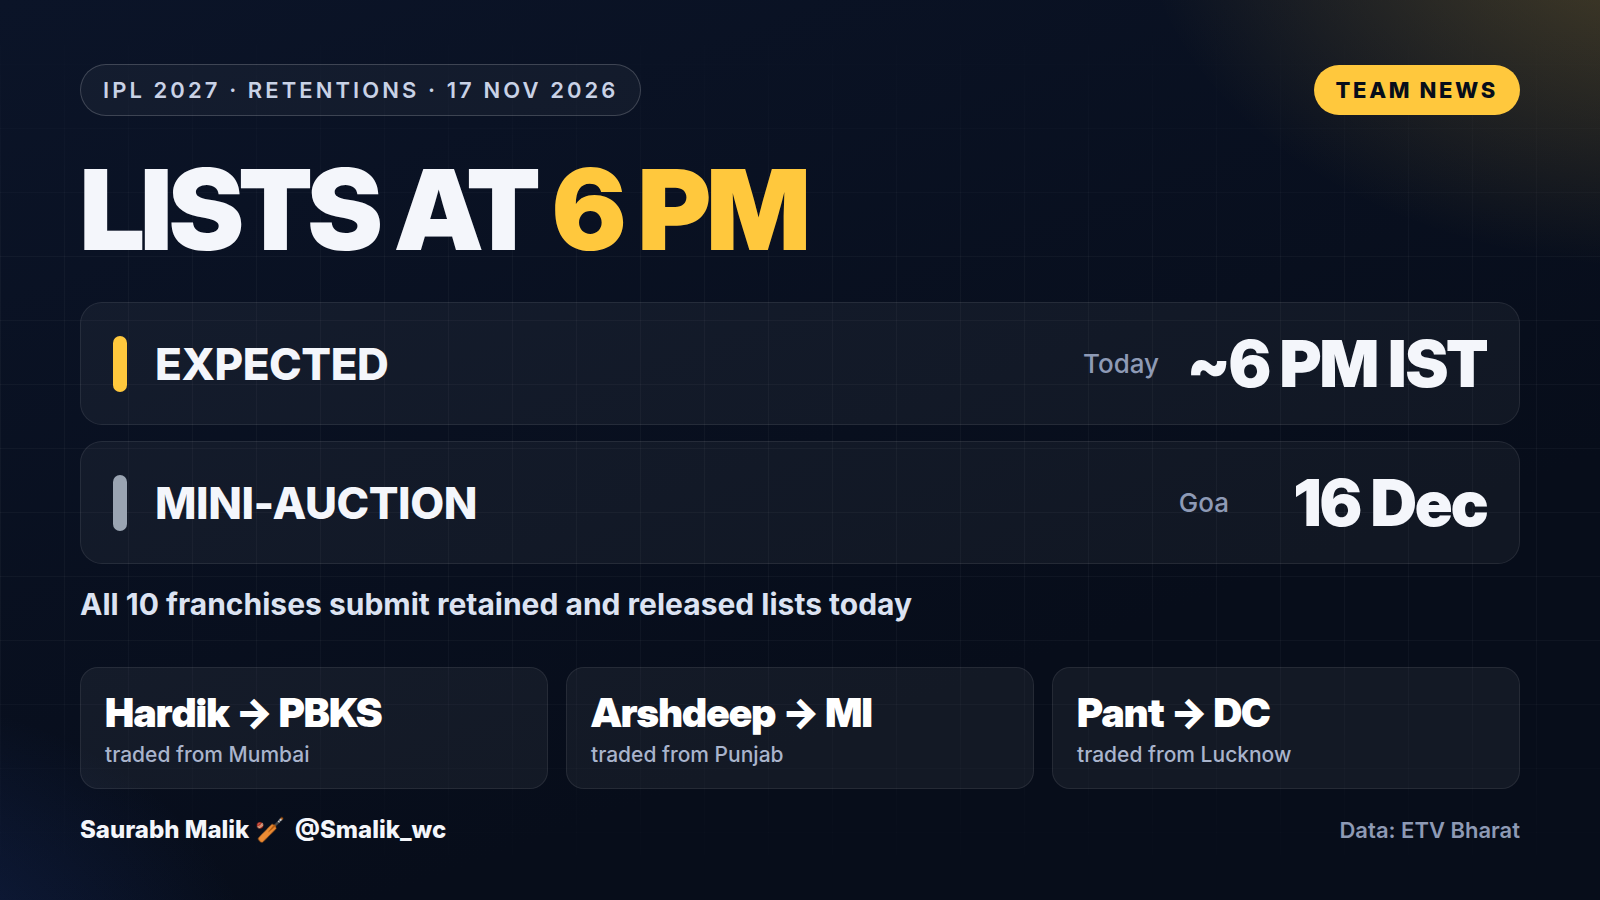 IPL 2027 · RETENTIONS · 17 NOV 2026
TEAM NEWS
LISTS AT 6 PM
EXPECTED
Today ~6 PM IST
MINI-AUCTION
Goa 16 Dec
All 10 franchises submit retained and released lists today
Hardik → PBKS
traded from Mumbai
Arshdeep → MI
traded from Punjab
Pant → DC
traded from Lucknow
Saurabh Malik 🏏 @Smalik_wc
Data: ETV Bharat